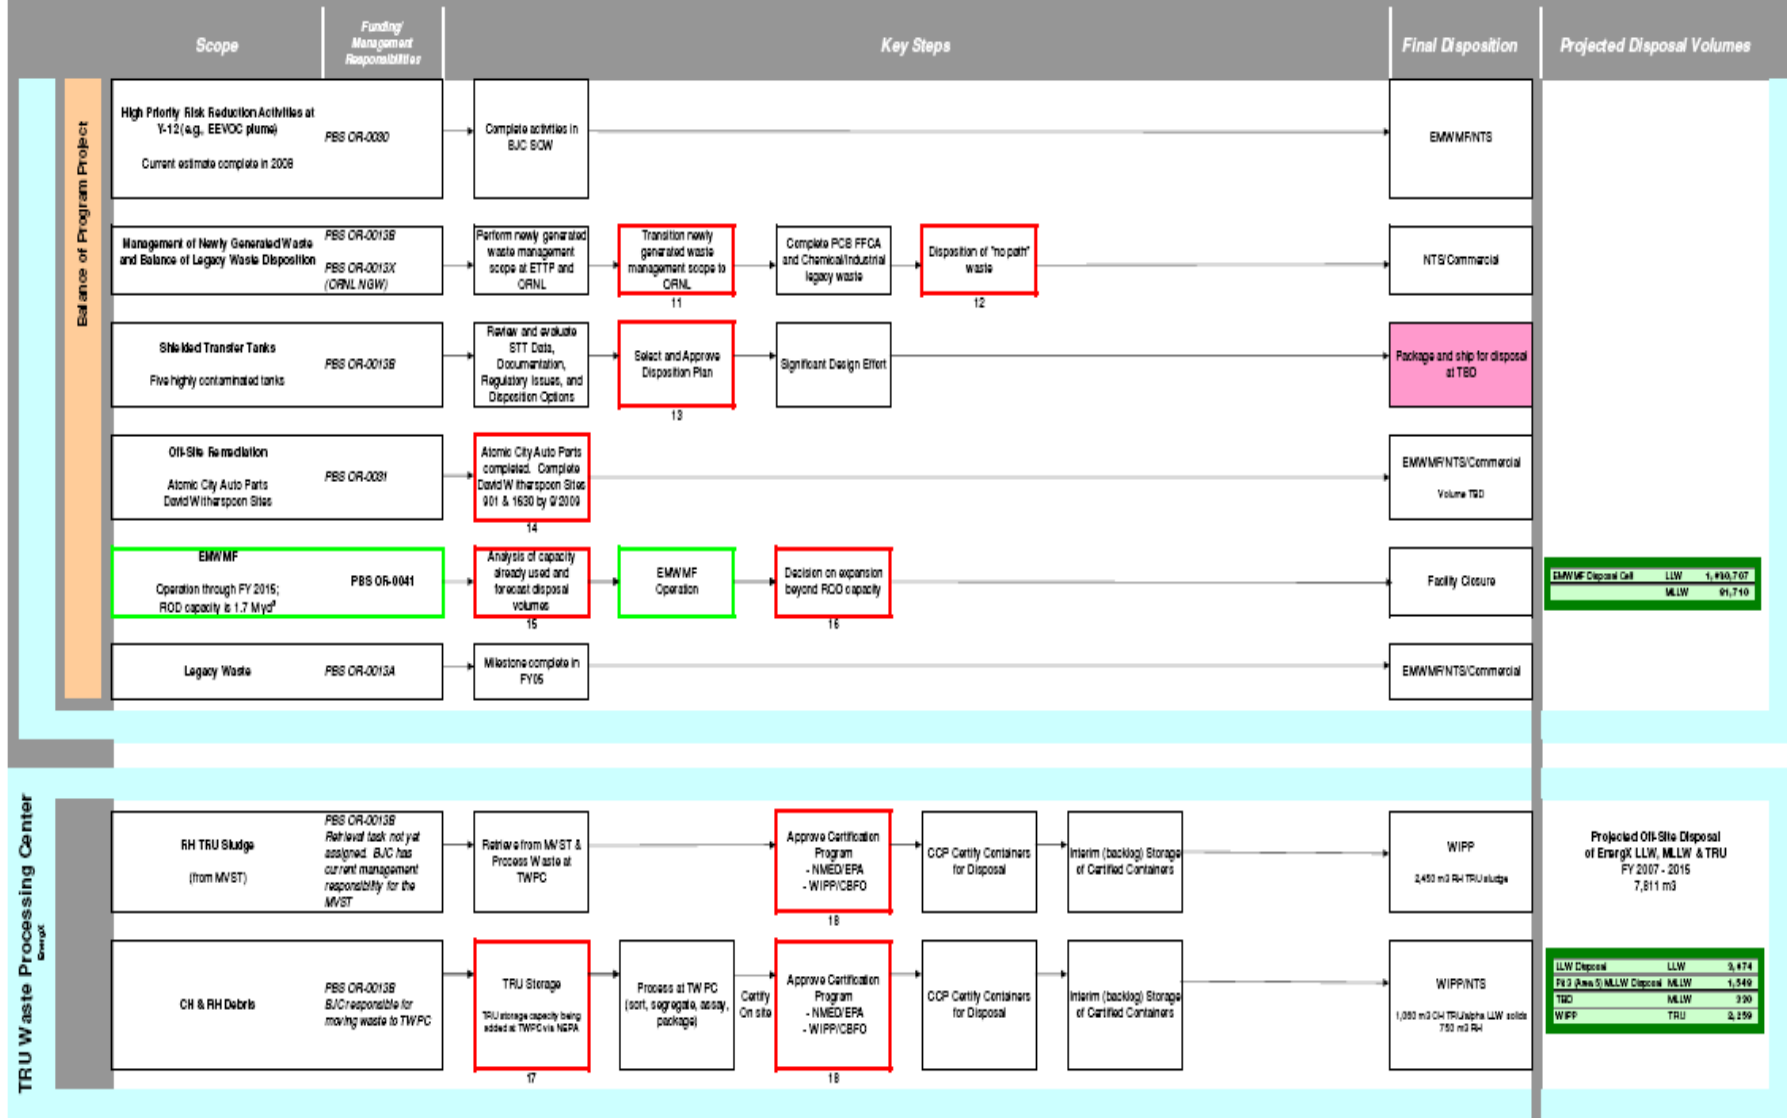 Scope
Funding/
Management
Responsibilities
Key Steps
Final Disposition
Projected Disposal Volumes
Balance of Program Project
High Priority Risk Reduction Activities at
Y-12 (e.g., EEVOC plume)
Current estimate complete in 2008
PBS OR-0030
Complete activities in
BJC SOW
EMWMF/NTS
Management of Newly Generated Waste
and Balance of Legacy Waste Disposition
PBS OR-0013B
PBS OR-0013X
(ORNL NGW)
Perform newly generated
waste management
scope at ETTP and
ORNL
Transition newly
generated waste
management scope to
ORNL
11
Complete PCB FFCA
and Chemical/Industrial
legacy waste
Disposition of "no path"
waste
12
NTS/Commercial
Shielded Transfer Tanks
Five highly contaminated tanks
PBS OR-0013B
Review and evaluate
STT Data,
Documentation,
Regulatory Issues, and
Disposition Options
Select and Approve
Disposition Plan
13
Significant Design Effort
Package and ship for disposal
at TBD
Off-Site Remediation
Atomic City Auto Parts
David Witherspoon Sites
PBS OR-0031
Atomic City Auto Parts
completed. Complete
David Witherspoon Sites
901 & 1630 by 9/2009
14
EMWMF/NTS/Commercial
Volume TBD
EMWMF
Operation through FY 2015;
ROD capacity is 1.7 Myd³
PBS OR-0041
Analysis of capacity
already used and
forecast disposal
volumes
15
EMWMF
Operation
Decision on expansion
beyond ROD capacity
16
Facility Closure
EMWMF Disposal Cell LLW
MLLW 91,710
Legacy Waste
PBS OR-0013A
Milestone complete in
FY05
EMWMF/NTS/Commercial
TRU Waste Processing Center
EnergX
RH TRU Sludge
(from MVST)
PBS OR-0013B
Retrieval task not yet
assigned. BJC has
current management
responsibility for the
MVST
Retrieve from MVST &
Process Waste at
TWPC
Approve Certification
Program
- NMED/EPA
- WIPP/CBFO
18
CCP Certify Containers
for Disposal
Interim (backlog) Storage
of Certified Containers
WIPP
2,450 m3 RH TRU sludge
Projected Off-Site Disposal
of EnergX LLW, MLLW & TRU
FY 2007 - 2015
7,811 m3
CH & RH Debris
PBS OR-0013B
BJC responsible for
moving waste to TWPC
TRU Storage
TRU storage capacity being
added at TWPC via NEPA
17
Process at TWPC
(sort, segregate, assay,
package)
Certify
On site
Approve Certification
Program
- NMED/EPA
- WIPP/CBFO
18
CCP Certify Containers
for Disposal
Interim (backlog) Storage
of Certified Containers
WIPP/NTS
CH TRU/alpha LLW solids
750 m3 RH
LLW Disposal LLW
Pit 3 (Area 5) MLLW Disposal MLLW 1,549
TBD MLLW
WIPP TRU 2,259